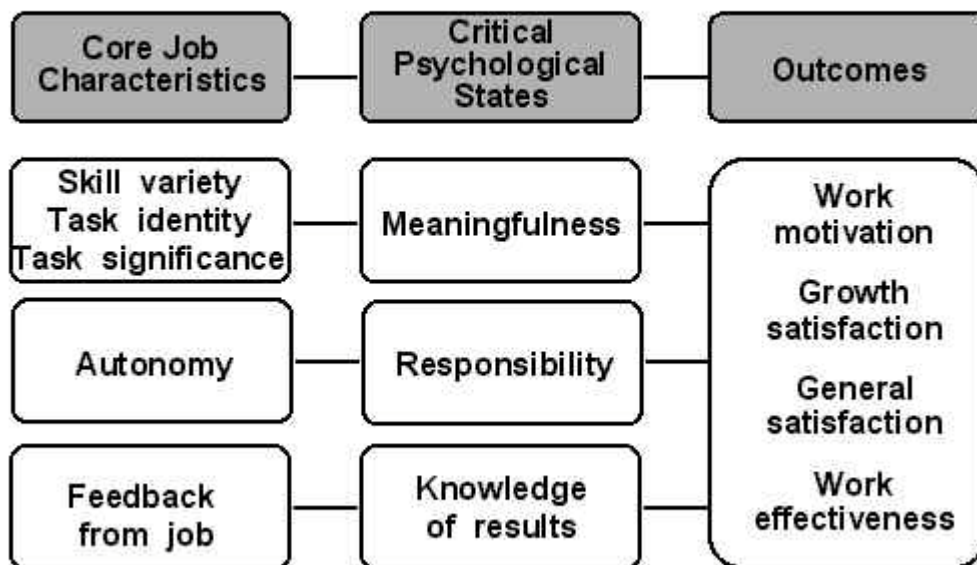 Core Job
Characteristics
Critical
Psychological
States
Outcomes
Skill variety
Task identity
Task significance
Meaningfulness
Autonomy
Responsibility
Feedback
from job
Knowledge
of results
Work
motivation
Growth
satisfaction
General
satisfaction
Work
effectiveness